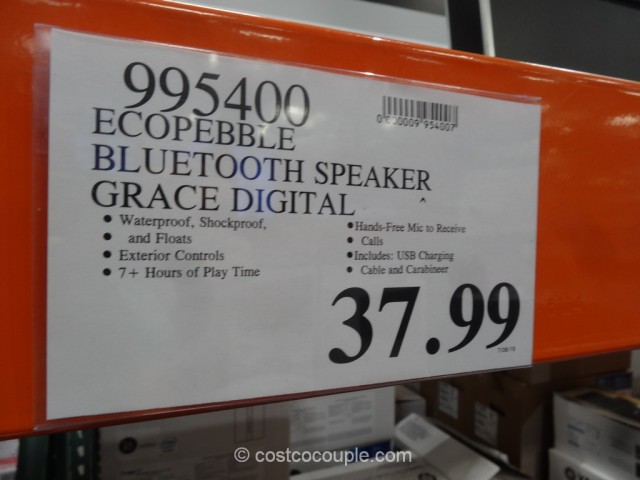 995400
ECOPEBBLE
BLUETOOTH SPEAKER
GRACE DIGITAL
• Waterproof, Shockproof,
• and Floats
• Exterior Controls
• 7+ Hours of Play Time
• Hands-Free Mic to Receive
• Calls
• Includes: USB Charging
• Cable and Carabineer
37.99
© costcocouple.com